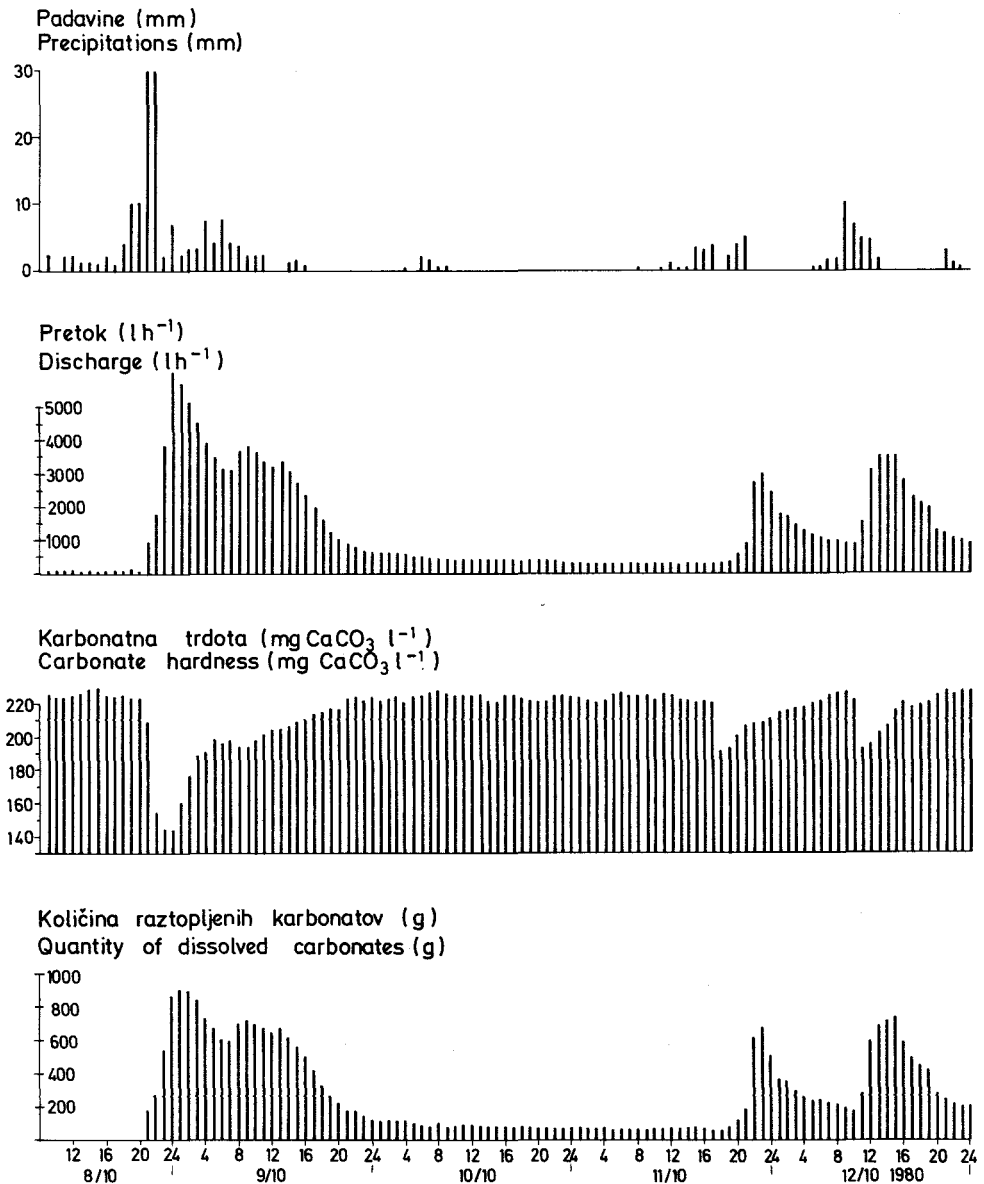 Padavine (mm)
Precipitations (mm)
30
20
10
0
Pretok (l h⁻¹)
Discharge (l h⁻¹)
5000
4000
3000
2000
1000
Karbonatna trdota (mg CaCO₃ l⁻¹)
Carbonate hardness (mg CaCO₃ l⁻¹)
220
200
180
160
140
Količina raztopljenih karbonatov (g)
Quantity of dissolved carbonates (g)
1000
800
600
400
200
12 16 20 24 4 8 12 16 20 24 4 8 12 16 20 24 4 8 12 16 20 24 4 8 12 16 20 24
8/10 9/10 10/10 11/10 12/10 1980